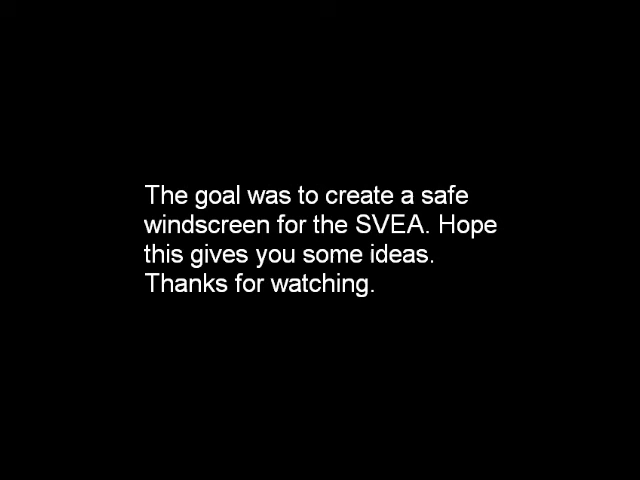 The goal was to create a safe
windscreen for the SVEA. Hope
this gives you some ideas.
Thanks for watching.